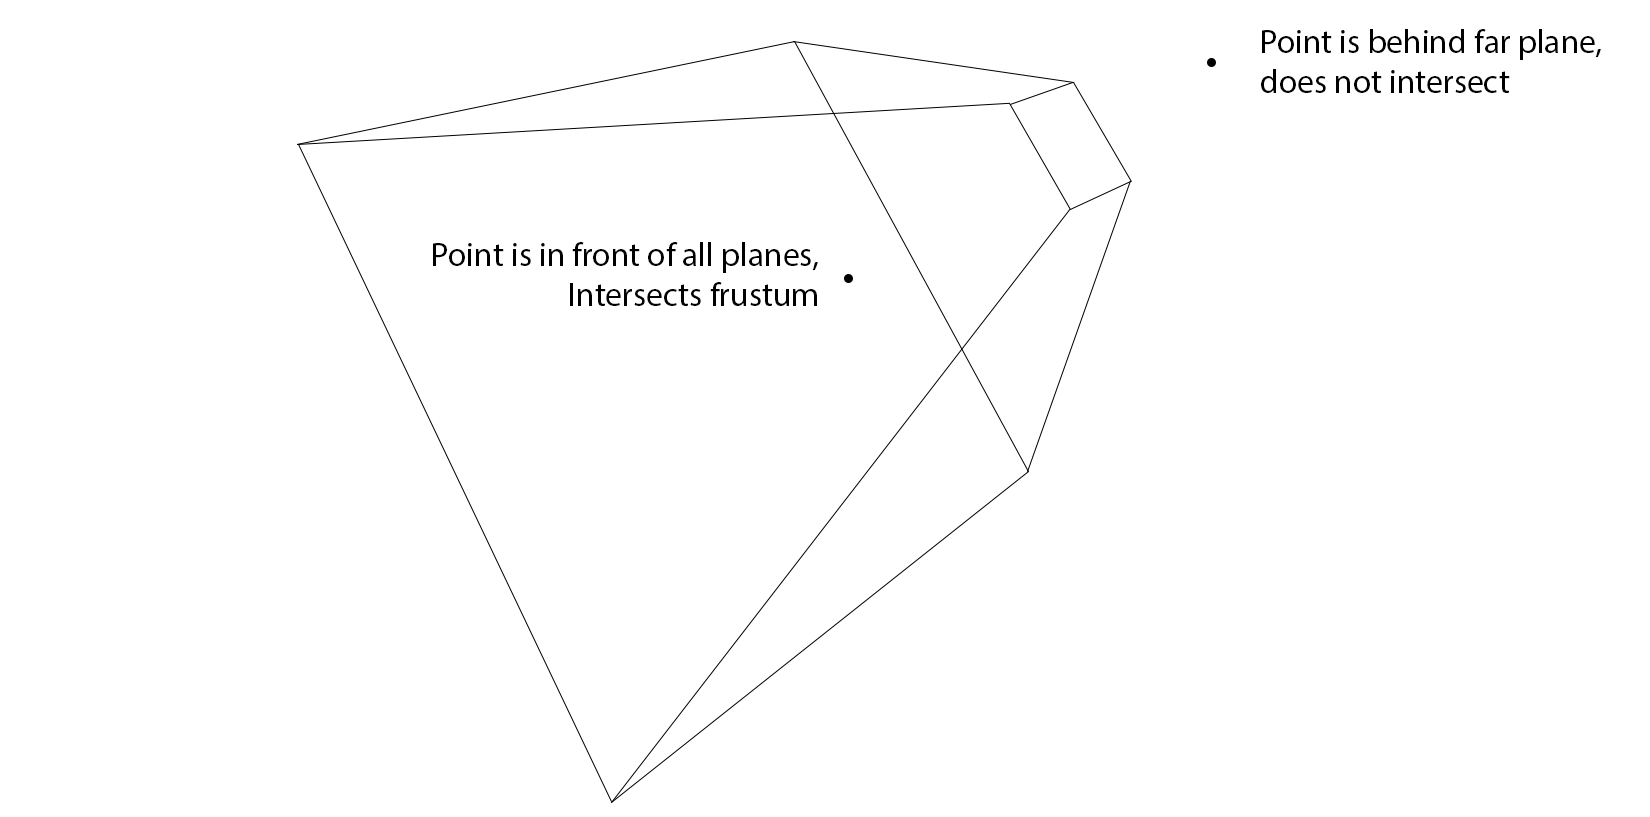 Point is behind far plane,
does not intersect
Point is in front of all planes,
Intersects frustum